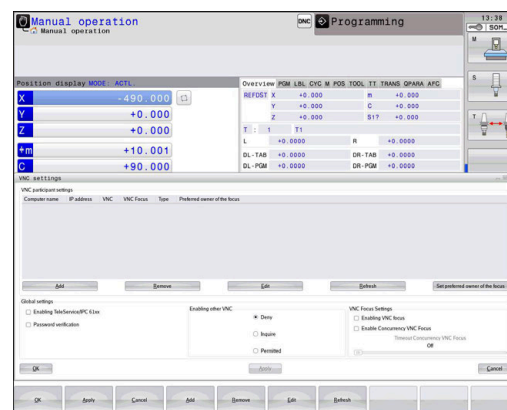 Manual operation
Manual operation
DNC
Programming
13:38
Position display MODE: ACTL.
X -490.000
Y +0.000
Z +0.000
+m +10.001
C +90.000
Overview PGM LBL CYC M POS TOOL TT TRANS QPARA AFC
REFDST X +0.000 m +0.000
Y +0.000 C +0.000
Z +0.000 S1? +0.000
T : 1 T1
L +0.0000 R +0.0000
DL-TAB +0.0000 DR-TAB +0.0000
DL-PGM +0.0000 DR-PGM +0.0000
M
S
T
VNC settings
VNC participant settings
Computer name IP address VNC VNC Focus Type Preferred owner of the focus
Add Remove Edit Refresh Set preferred owner of the focus
Global settings
Enabling TeleService/IPC 61xx
Password verification
Enabling other VNC
Deny
Inquire
Permitted
VNC Focus Settings
Enabling VNC focus
Enable Concurrency VNC Focus
Timeout Concurrency VNC Focus
Off
OK Apply Cancel
OK Apply Cancel Add Remove Edit Refresh